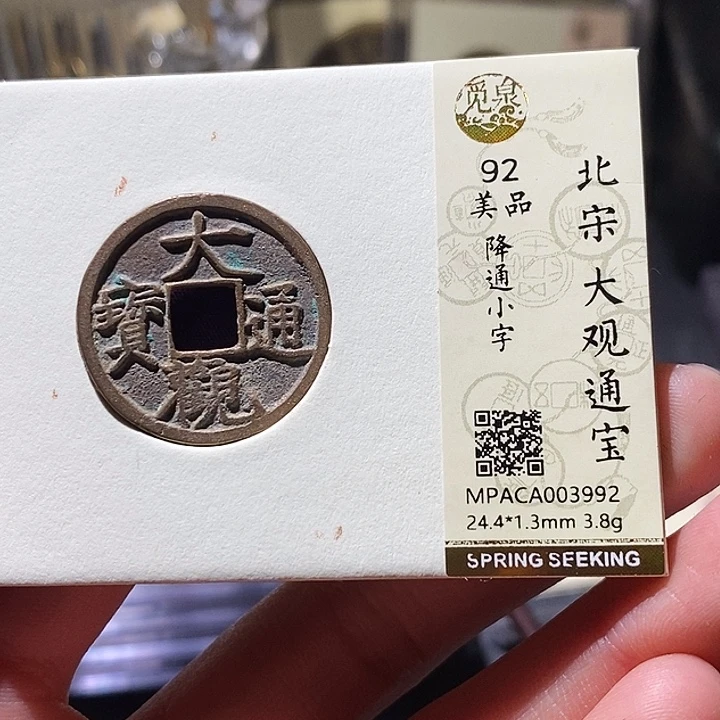 大觀通寶
觅泉
92
美品
降通小字
北宋大观通宝
MPACA003992
24.4*1.3mm 3.8g
SPRING SEEKING